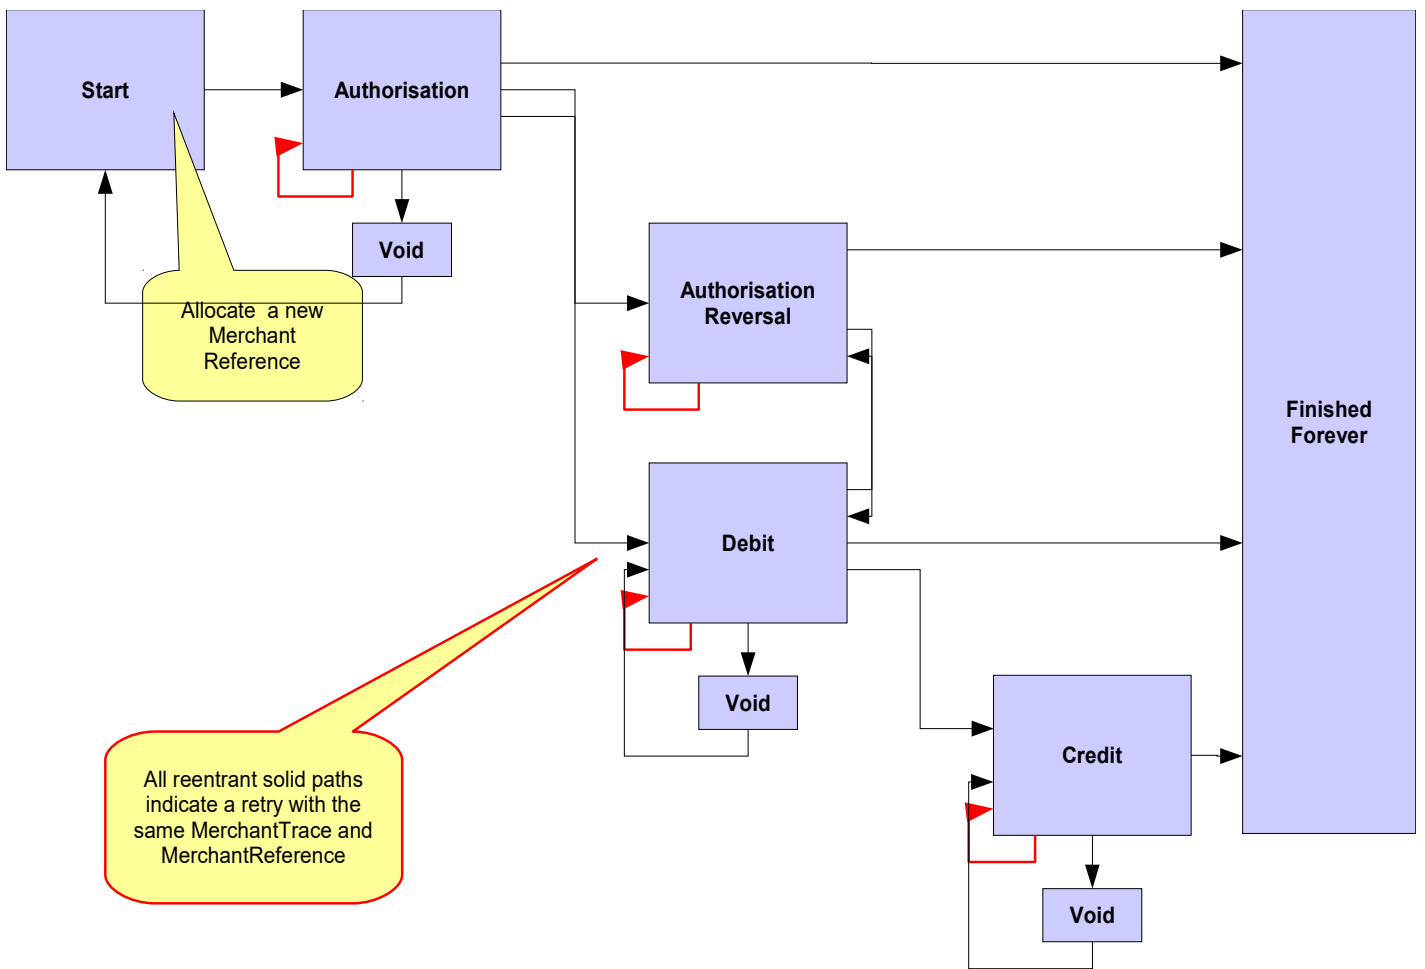 Start
Authorisation
Void
Allocate  a new
Merchant
Reference
Authorisation
Reversal
Finished
Forever
Debit
Void
Credit
All reentrant solid paths
indicate a retry with the
same MerchantTrace and
MerchantReference
Void